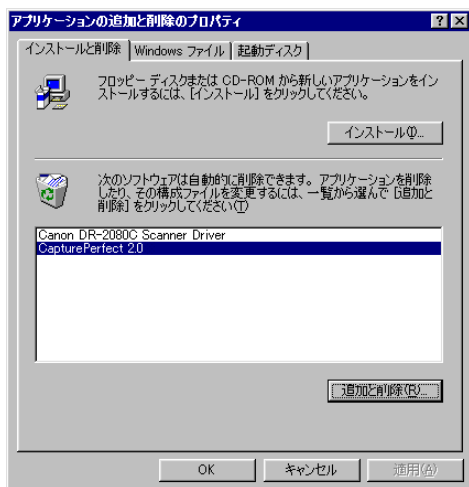 アプリケーションの追加と削除のプロパティ
インストールと削除
Windows ファイル
起動ディスク
フロッピー ディスクまたは CD-ROM から新しいアプリケーションをイン
ストールするには、[インストール] をクリックしてください。
インストール(I)...
次のソフトウェアは自動的に削除できます。アプリケーションを削除
したり、その構成ファイルを変更するには、一覧から選んで [追加と
削除] をクリックしてください(T)
Canon DR-2080C Scanner Driver
CapturePerfect 2.0
追加と削除(R)...
OK
キャンセル
適用(A)